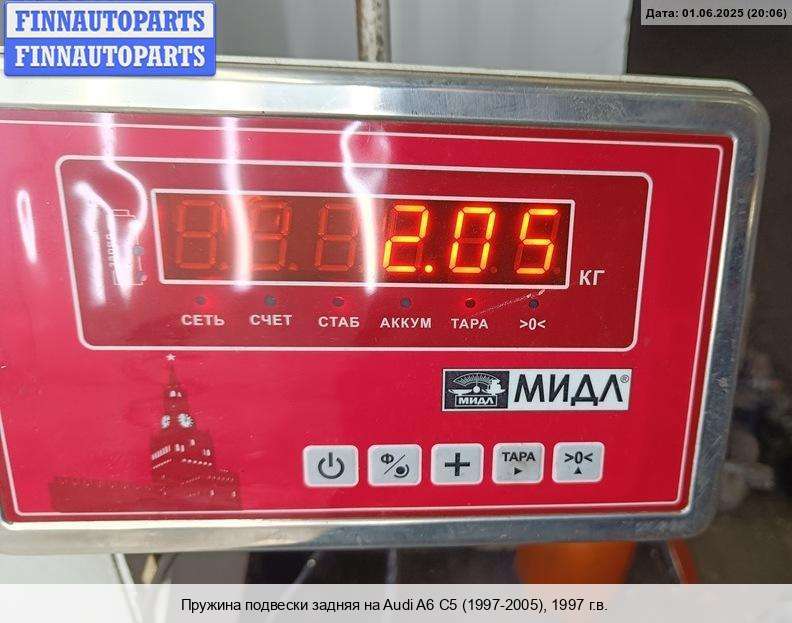 FINNAUTOPARTS
FINNAUTOPARTS
Дата: 01.06.2025 (20:06)
2.05
КГ
СЕТЬ СЧЕТ СТАБ АККУМ ТАРА >0<
МИДЛ МИДЛ®
Ф/ + ТАРА >0<
Пружина подвески задняя на Audi A6 C5 (1997-2005), 1997 г.в.